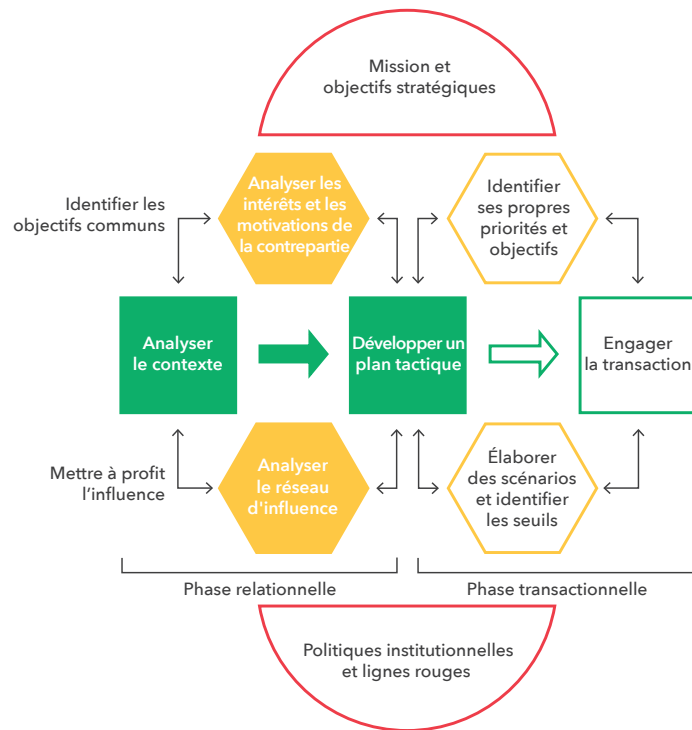 Mission et
objectifs stratégiques
Identifier les
objectifs communs
Analyser les
intérêts et les
motivations de
la contrepartie
Identifier
ses propres
priorités et
objectifs
Analyser
le contexte
Développer un
plan tactique
Engager
la transaction
Mettre à profit
l'influence
Analyser
le réseau
d'influence
Élaborer
des scénarios
et identifier
les seuils
Phase relationnelle
Phase transactionnelle
Politiques institutionnelles
et lignes rouges